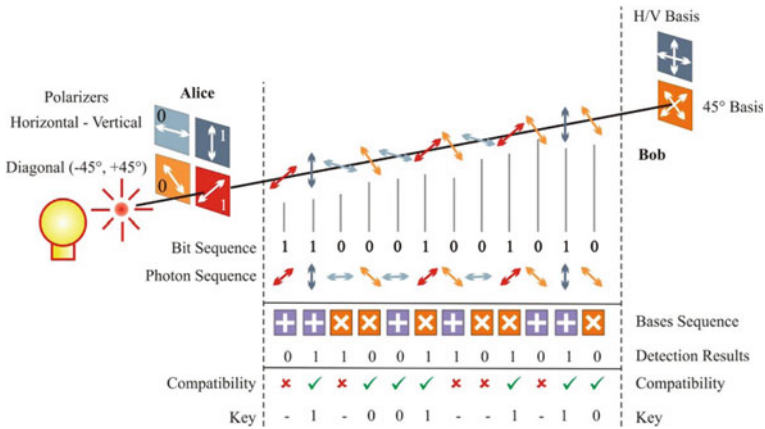 H/V Basis
Polarizers
Alice
Horizontal - Vertical
0
1
45° Basis
Diagonal (-45°, +45°)
0
1
Bob
Bit Sequence 1 1 0 0 0 1 0 0 1 0 1 0
Photon Sequence
Bases Sequence
0 1 1 0 0 1 1 0 1 0 1 0 Detection Results
Compatibility × ✓ × ✓ ✓ ✓ × × ✓ × ✓ ✓ Compatibility
Key - 1 - 0 0 1 - - 1 - 1 0 Key